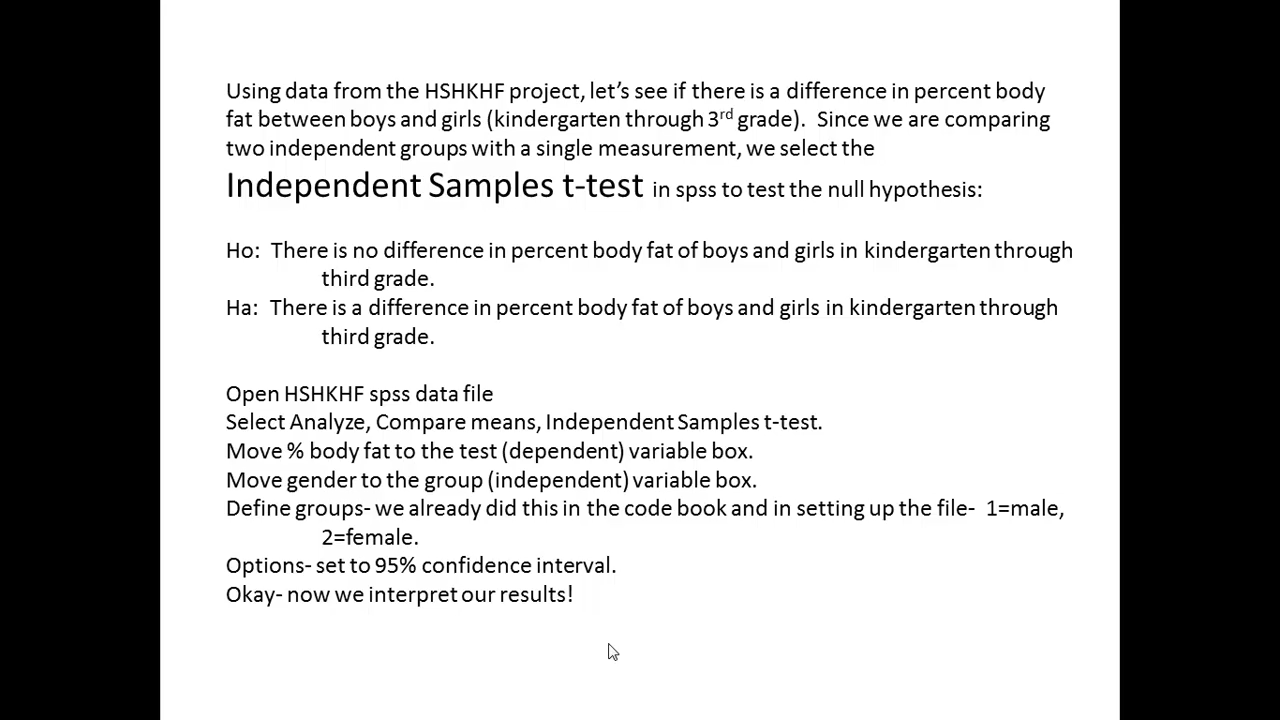 Using data from the HSHKHF project, let's see if there is a difference in percent body
fat between boys and girls (kindergarten through 3rd grade).  Since we are comparing
two independent groups with a single measurement, we select the
Independent Samples t-test in spss to test the null hypothesis:
Ho:  There is no difference in percent body fat of boys and girls in kindergarten through
third grade.
Ha:  There is a difference in percent body fat of boys and girls in kindergarten through
third grade.
Open HSHKHF spss data file
Select Analyze, Compare means, Independent Samples t-test.
Move % body fat to the test (dependent) variable box.
Move gender to the group (independent) variable box.
Define groups- we already did this in the code book and in setting up the file-  1=male,
2=female.
Options- set to 95% confidence interval.
Okay- now we interpret our results!